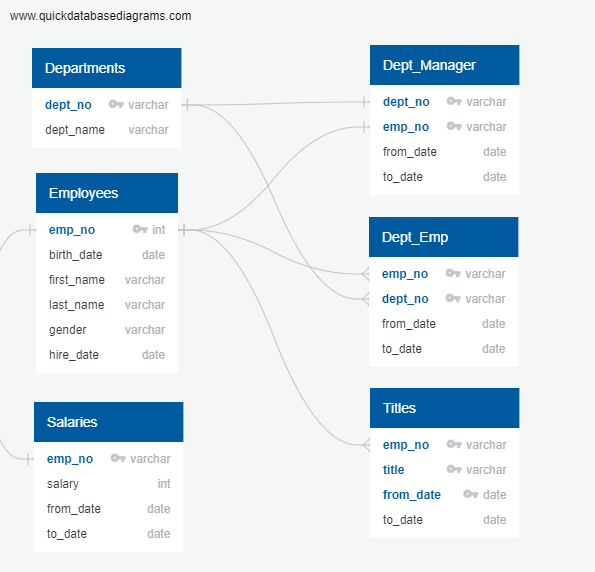 www.quickdatabasediagrams.com
Departments
dept_no varchar
dept_name varchar
Employees
emp_no int
birth_date date
first_name varchar
last_name varchar
gender varchar
hire_date date
Salaries
emp_no varchar
salary int
from_date date
to_date date
Dept_Manager
dept_no varchar
emp_no varchar
from_date date
to_date date
Dept_Emp
emp_no varchar
dept_no varchar
from_date date
to_date date
Titles
emp_no varchar
title varchar
from_date date
to_date date